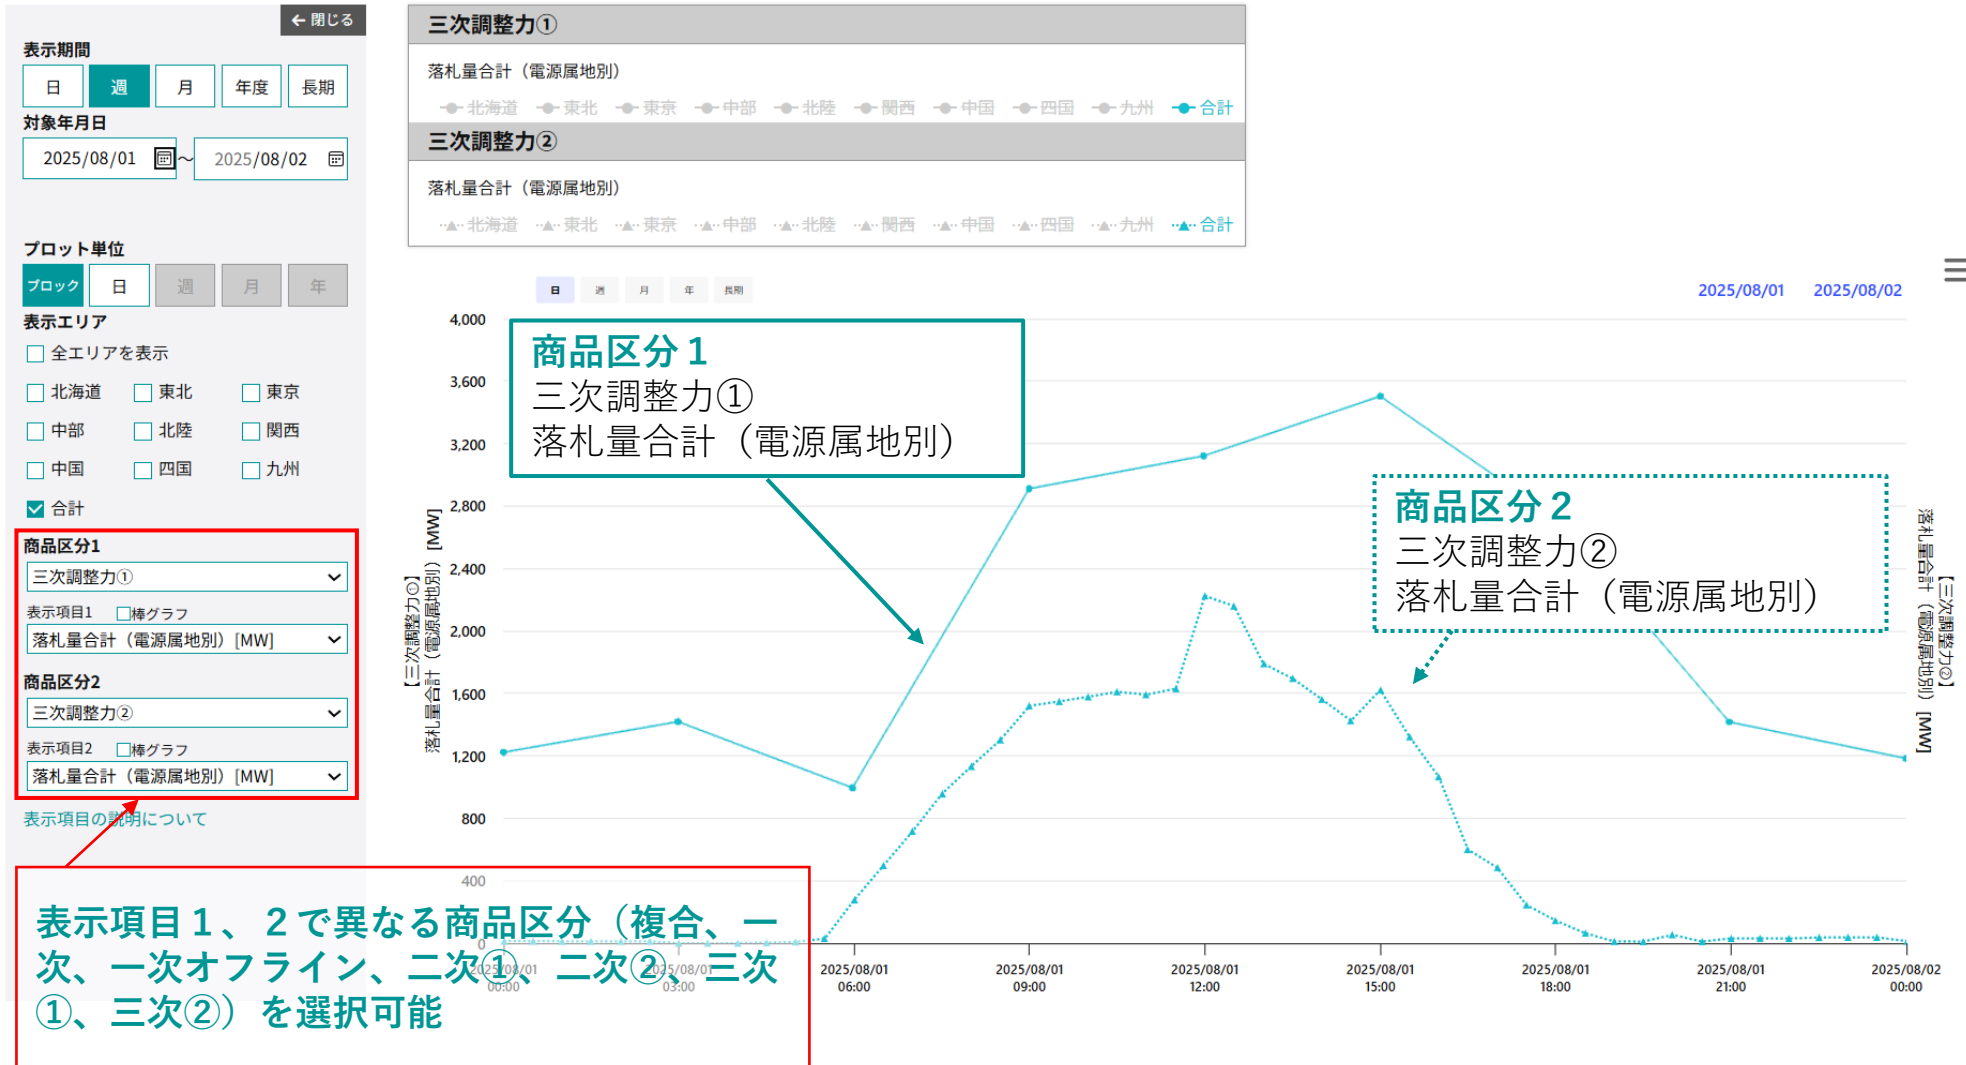 ← 閉じる
表示期間
日 週 月 年度 長期
対象年月日
2025/08/01 ～ 2025/08/02
プロット単位
ブロック 日 週 月 年
表示エリア
全エリアを表示
北海道 東北 東京
中部 北陸 関西
中国 四国 九州
合計
商品区分1
三次調整力①
表示項目1 棒グラフ
落札量合計（電源属地別）[MW]
商品区分2
三次調整力②
表示項目2 棒グラフ
落札量合計（電源属地別）[MW]
表示項目の説明について
表示項目１、２で異なる商品区分（複合、一
次、一次オフライン、二次①、二次②、三次
①、三次②）を選択可能
三次調整力①
落札量合計（電源属地別）
北海道 東北 東京 中部 北陸 関西 中国 四国 九州 合計
三次調整力②
落札量合計（電源属地別）
北海道 東北 東京 中部 北陸 関西 中国 四国 九州 合計
日 週 月 年 長期
2025/08/01 2025/08/02
商品区分１
三次調整力①
落札量合計（電源属地別）
商品区分２
三次調整力②
落札量合計（電源属地別）
【三次調整力①】
落札量合計（電源属地別）[MW]
4,000
3,600
3,200
2,800
2,400
2,000
1,600
1,200
800
400
0
【三次調整力②】
落札量合計（電源属地別）[MW]
2025/08/01 2025/08/01 2025/08/01 2025/08/01 2025/08/01 2025/08/01 2025/08/01 2025/08/01 2025/08/02
00:00 03:00 06:00 09:00 12:00 15:00 18:00 21:00 00:00